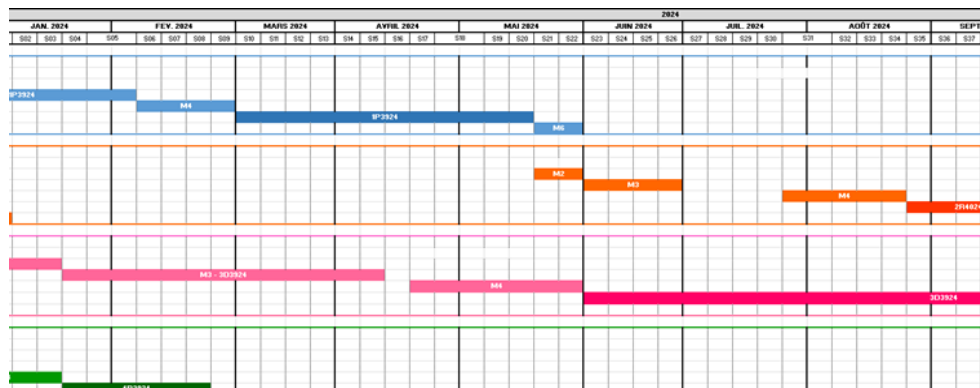 2024
JAN. 2024 FEV. 2024 MARS 2024 AVRIL 2024 MAI 2024 JUIN 2024 JUIL. 2024 AOÛT 2024 SEPT
S02 S03 S04 S05 S06 S07 S08 S09 S10 S11 S12 S13 S14 S15 S16 S17 S18 S19 S20 S21 S22 S23 S24 S25 S26 S27 S28 S29 S30 S31 S32 S33 S34 S35 S36 S37
1P3924
M4
1P3924
M6
M2
M3
M4
2R4024
M3 - 3D3924
M4
3D3924